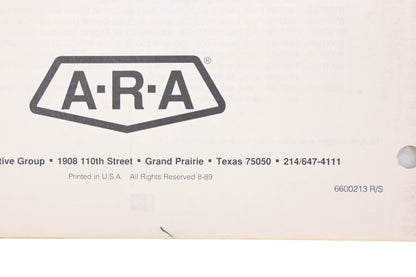 A·R·A®
tive Group ▪ 1908 110th Street ▪ Grand Prairie ▪ Texas 75050 ▪ 214/647-4111
Printed in U.S.A. All Rights Reserved 8-89
6600213 R/S